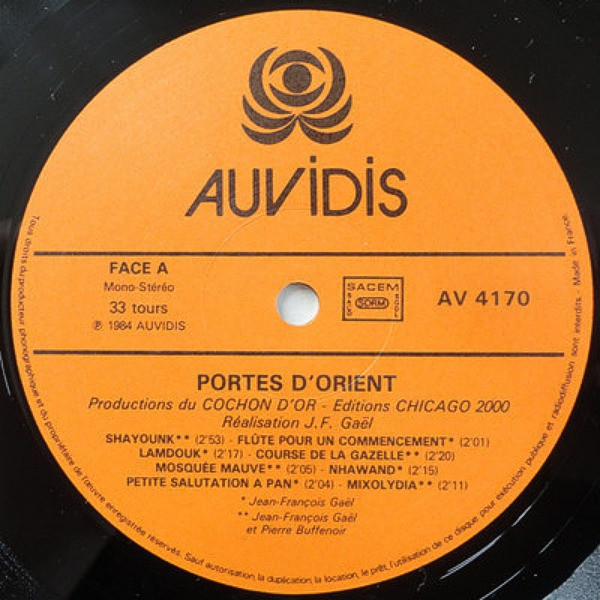 AUViDiS
FACE A
Mono-Stéréo
33 tours
℗ 1984 AUVIDIS
SACEM
SACD
SDRM
SGDL
AV 4170
PORTES D'ORIENT
Productions du COCHON D'OR - Editions CHICAGO 2000
Réalisation J.F. Gaël
SHAYOUNK** (2'53) - FLÛTE POUR UN COMMENCEMENT* (2'01)
LAMDOUK* (2'17) - COURSE DE LA GAZELLE** (2'20)
MOSQUÉE MAUVE** (2'05) - NHAWAND* (2'15)
PETITE SALUTATION A PAN* (2'04) - MIXOLYDIA** (2'11)
* Jean-François Gaël
** Jean-François Gaël
et Pierre Buffenoir
Tous droits du producteur phonographique et du propriétaire de l'œuvre enregistrée réservés. Sauf autorisation, la duplication, la location, le prêt, l'utilisation de ce disque pour exécution publique et radiodiffusion sont interdits. - Made in France.